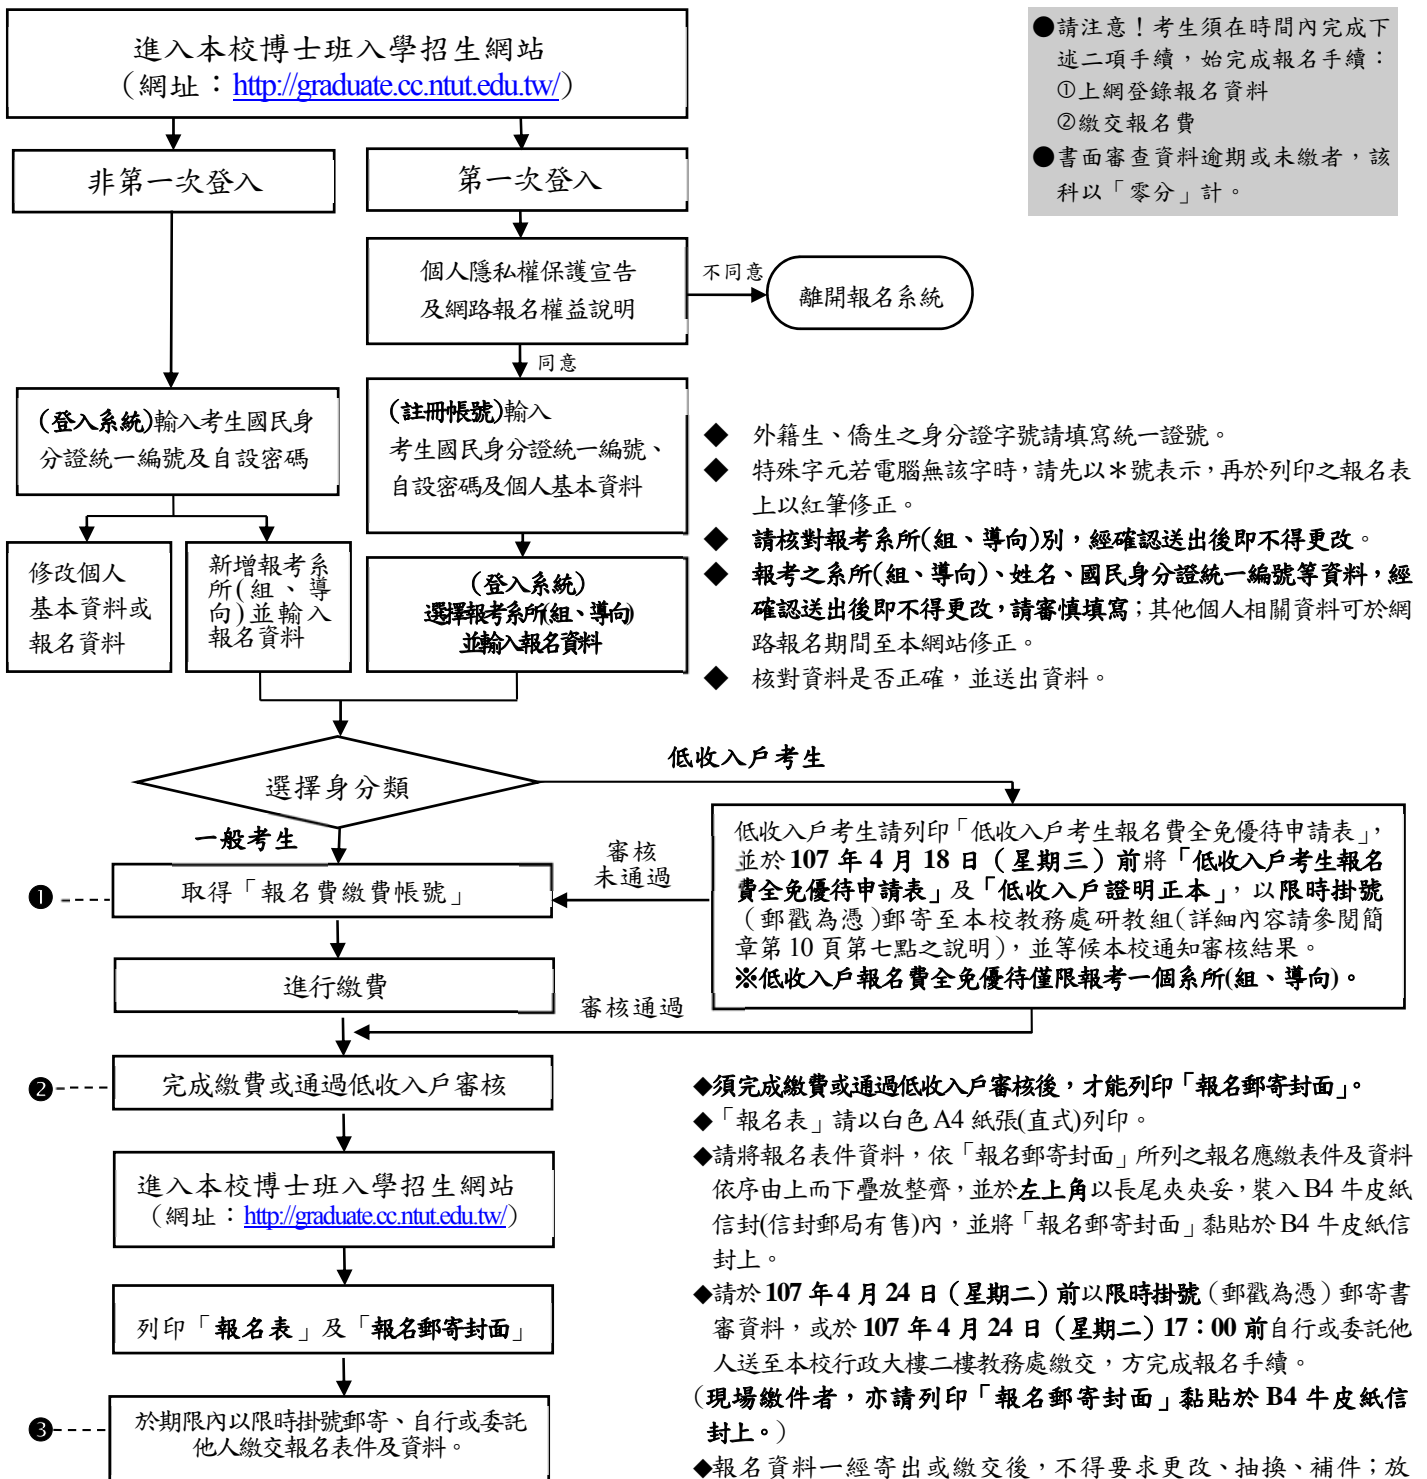 進入本校博士班入學招生網站
（網址：http://graduate.cc.ntut.edu.tw/）
●請注意！考生須在時間內完成下
述二項手續，始完成報名手續：
①上網登錄報名資料
②繳交報名費
●書面審查資料逾期或未繳者，該
科以「零分」計。
非第一次登入
第一次登入
個人隱私權保護宣告
及網路報名權益說明
不同意
離開報名系統
同意
(登入系統)輸入考生國民身
分證統一編號及自設密碼
(註冊帳號)輸入
考生國民身分證統一編號、
自設密碼及個人基本資料
修改個人
基本資料或
報名資料
新增報考系
所(組、導
向)並輸入
報名資料
(登入系統)
選擇報考系所(組、導向)
並輸入報名資料
◆ 外籍生、僑生之身分證字號請填寫統一證號。
◆ 特殊字元若電腦無該字時，請先以＊號表示，再於列印之報名表
上以紅筆修正。
◆ 請核對報考系所(組、導向)別，經確認送出後即不得更改。
◆ 報考之系所(組、導向)、姓名、國民身分證統一編號等資料，經
確認送出後即不得更改，請審慎填寫；其他個人相關資料可於網
路報名期間至本網站修正。
◆ 核對資料是否正確，並送出資料。
選擇身分類
低收入戶考生
一般考生
低收入戶考生請列印「低收入戶考生報名費全免優待申請表」，
並於 107 年 4 月 18 日（星期三）前將「低收入戶考生報名
費全免優待申請表」及「低收入戶證明正本」，以限時掛號
（郵戳為憑）郵寄至本校教務處研教組(詳細內容請參閱簡
章第 10 頁第七點之說明)，並等候本校通知審核結果。
※低收入戶報名費全免優待僅限報考一個系所(組、導向)。
審核
未通過
❶
取得「報名費繳費帳號」
進行繳費
審核通過
❷
完成繳費或通過低收入戶審核
進入本校博士班入學招生網站
（網址：http://graduate.cc.ntut.edu.tw/）
列印「報名表」及「報名郵寄封面」
❸
於期限內以限時掛號郵寄、自行或委託
他人繳交報名表件及資料。
◆須完成繳費或通過低收入戶審核後，才能列印「報名郵寄封面」。
◆「報名表」請以白色 A4 紙張(直式)列印。
◆請將報名表件資料，依「報名郵寄封面」所列之報名應繳表件及資料
依序由上而下疊放整齊，並於左上角以長尾夾夾妥，裝入 B4 牛皮紙
信封(信封郵局有售)內，並將「報名郵寄封面」黏貼於 B4 牛皮紙信
封上。
◆請於 107 年 4 月 24 日（星期二）前以限時掛號（郵戳為憑）郵寄書
審資料，或於 107 年 4 月 24 日（星期二）17：00 前自行或委託他
人送至本校行政大樓二樓教務處繳交，方完成報名手續。
（現場繳件者，亦請列印「報名郵寄封面」黏貼於 B4 牛皮紙信
封上。）
◆報名資料一經寄出或繳交後，不得要求更改、抽換、補件；放